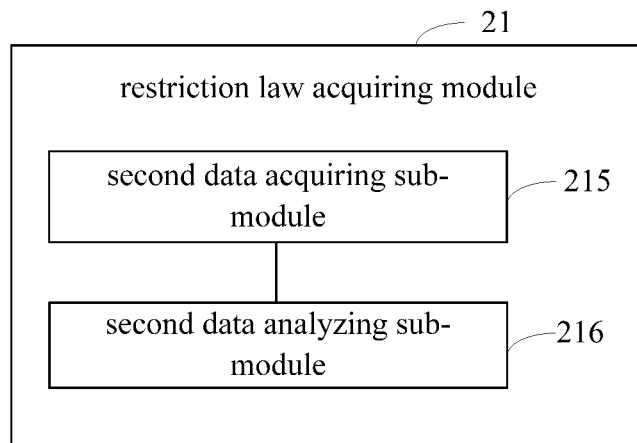 21
restriction law acquiring module
second data acquiring sub-
module
215
second data analyzing sub-
module
216